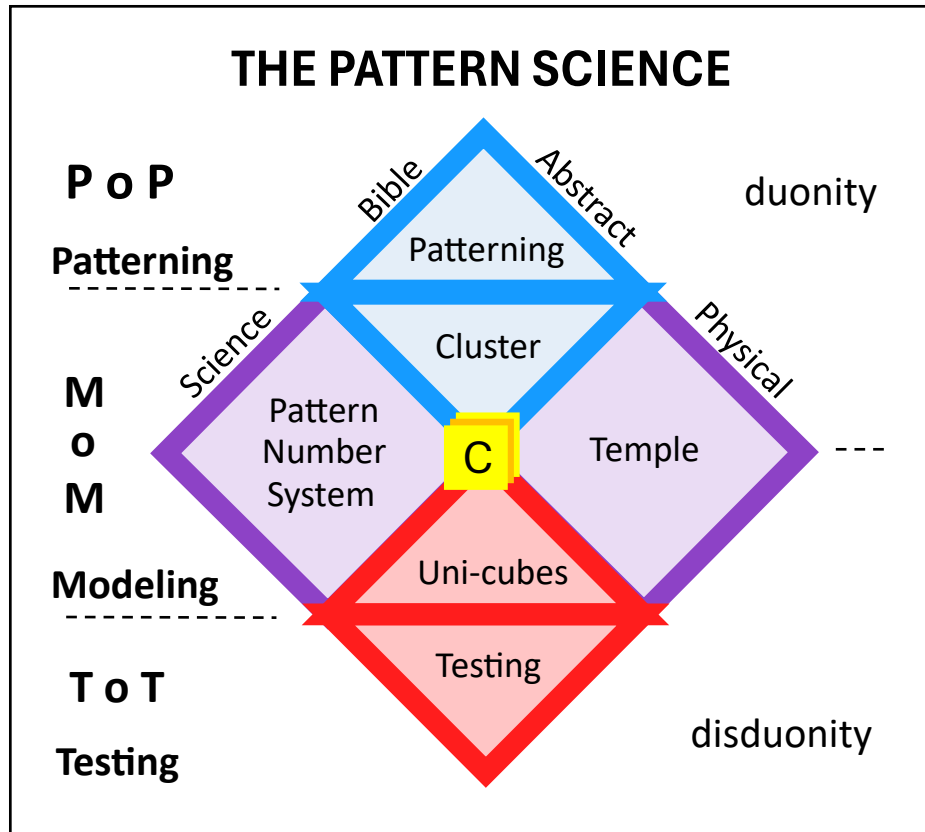 THE PATTERN SCIENCE
P o P
Bible
Abstract
duonity
Patterning
Patterning
Science
Cluster
Physical
M
o
M
Pattern
Number
System
C
Temple
---
Modeling
Uni-cubes
T o T
Testing
disduonity
Testing